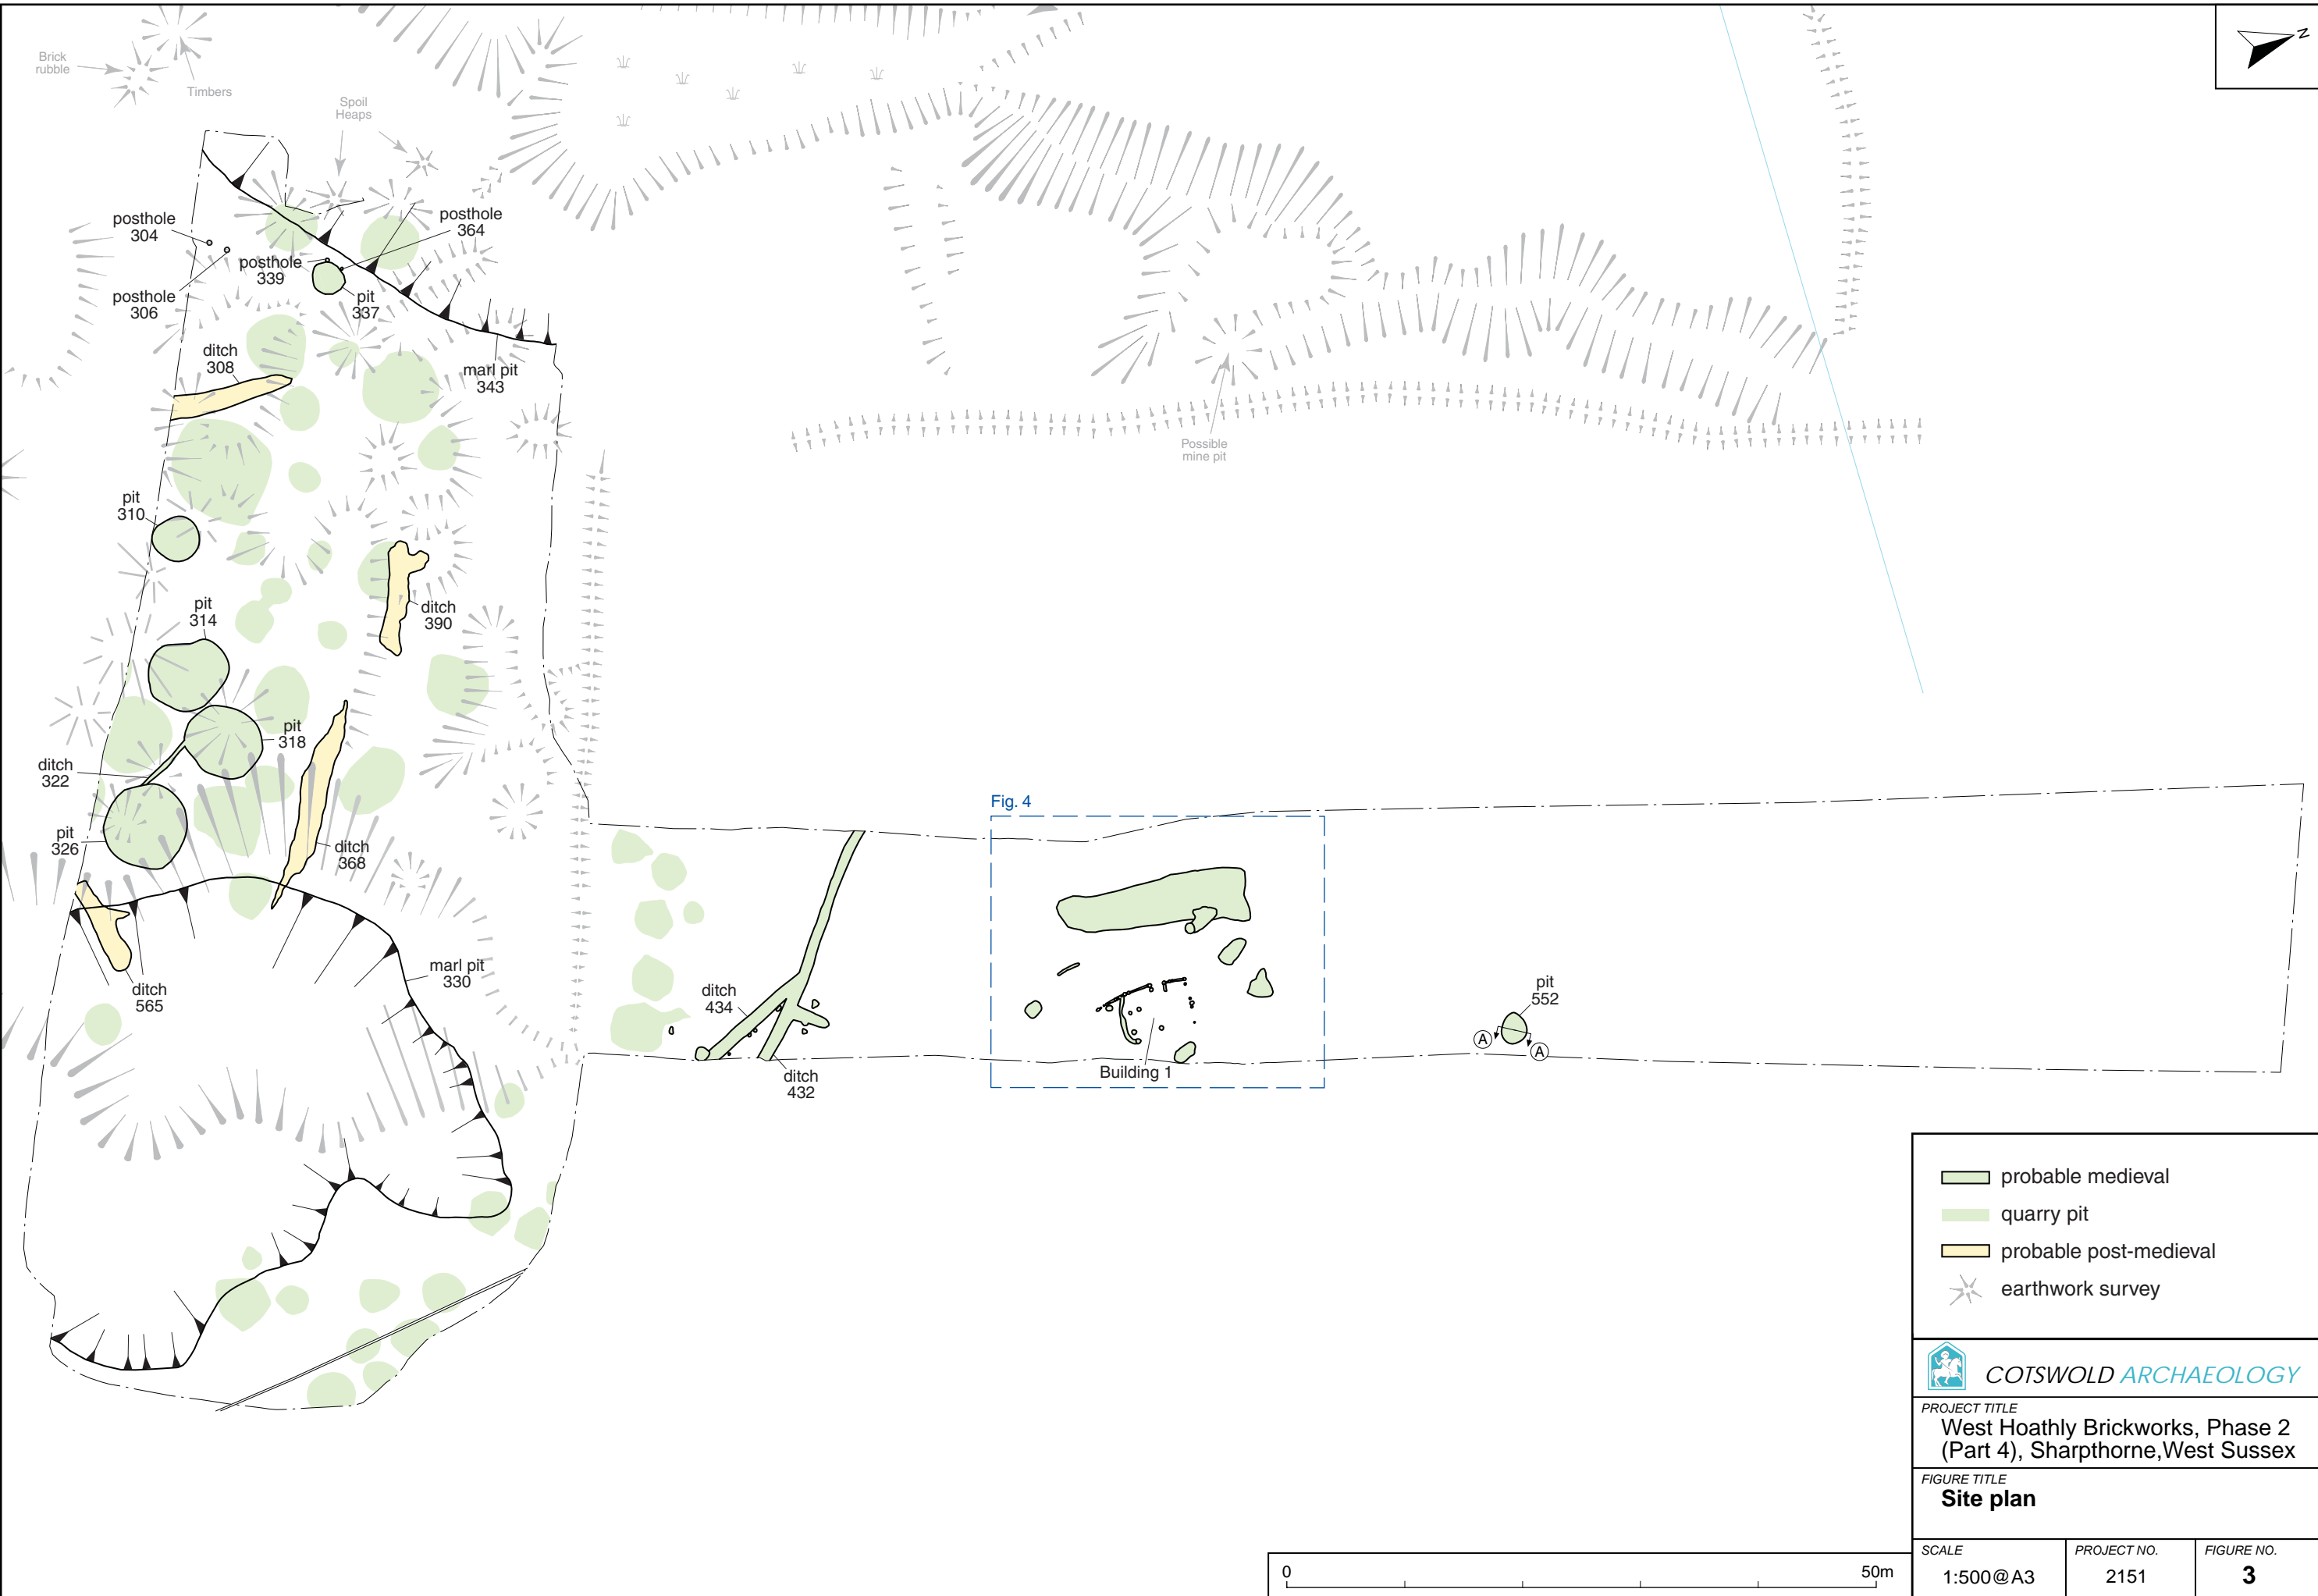 Brick
rubble
Timbers
Spoil
Heaps
N
posthole
304
posthole
364
posthole
339
posthole
306
pit
337
ditch
308
marl pit
343
Possible
mine pit
pit
310
ditch
390
pit
314
pit
318
ditch
322
pit
326
ditch
368
Fig. 4
marl pit
330
ditch
565
ditch
434
ditch
432
Building 1
pit
552
A
A
probable medieval
quarry pit
probable post-medieval
earthwork survey
COTSWOLD ARCHAEOLOGY
PROJECT TITLE
West Hoathly Brickworks, Phase 2
(Part 4), Sharpthorne,West Sussex
FIGURE TITLE
Site plan
SCALE
1:500@A3
PROJECT NO.
2151
FIGURE NO.
3
0
50m